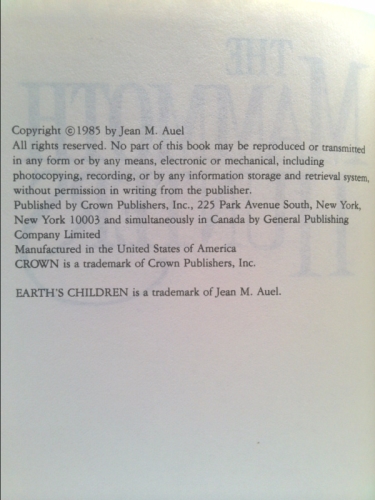 Copyright ©1985 by Jean M. Auel
All rights reserved. No part of this book may be reproduced or transmitted
in any form or by any means, electronic or mechanical, including
photocopying, recording, or by any information storage and retrieval system,
without permission in writing from the publisher.
Published by Crown Publishers, Inc., 225 Park Avenue South, New York,
New York 10003 and simultaneously in Canada by General Publishing
Company Limited
Manufactured in the United States of America
CROWN is a trademark of Crown Publishers, Inc.
EARTH'S CHILDREN is a trademark of Jean M. Auel.